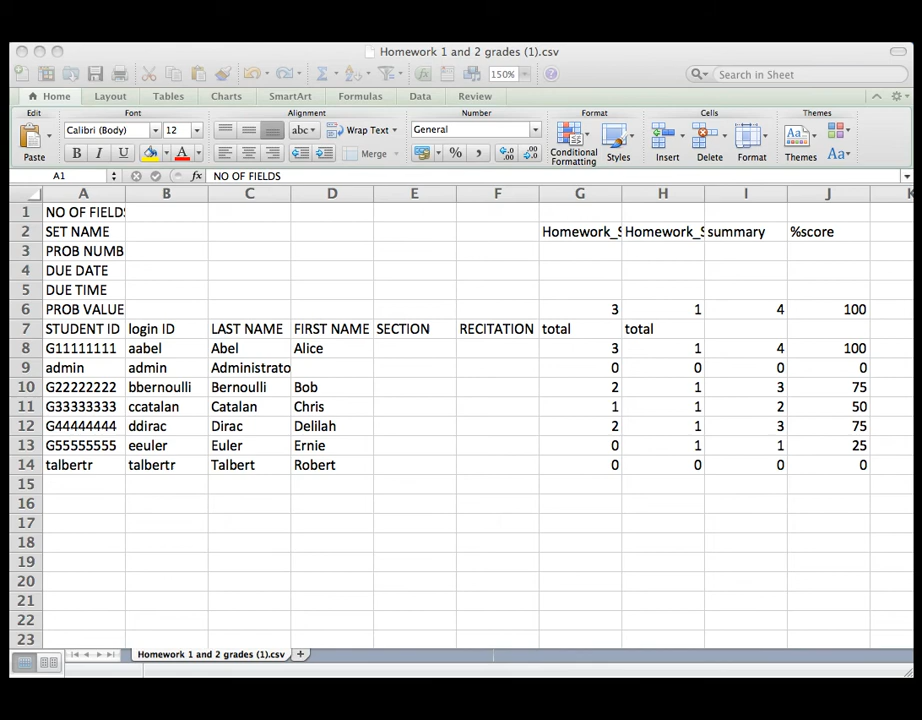 Homework 1 and 2 grades (1).csv
150% Search in Sheet
Home Layout Tables Charts SmartArt Formulas Data Review
Edit Font Alignment Number Format Cells Themes
Calibri (Body) 12 abc Wrap Text General
Paste B I U A Merge % , Conditional Formatting Styles Insert Delete Format Themes Aa
A1 fx NO OF FIELDS
A B C D E F G H I J K
1 NO OF FIELDS
2 SET NAME Homework_S Homework_S summary %score
3 PROB NUMB
4 DUE DATE
5 DUE TIME
6 PROB VALUE 3 1 4 100
7 STUDENT ID login ID LAST NAME FIRST NAME SECTION RECITATION total total
8 G11111111 aabel Abel Alice 3 1 4 100
9 admin admin Administrato 0 0 0 0
10 G22222222 bbernoulli Bernoulli Bob 2 1 3 75
11 G33333333 ccatalan Catalan Chris 1 1 2 50
12 G44444444 ddirac Dirac Delilah 2 1 3 75
13 G55555555 eeuler Euler Ernie 0 1 1 25
14 talbertr talbertr Talbert Robert 0 0 0 0
15
16
17
18
19
20
21
22
23
Homework 1 and 2 grades (1).csv